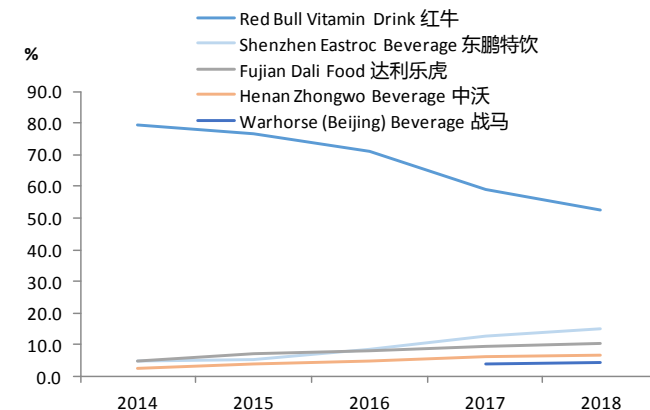 Red Bull Vitamin Drink 红牛
Shenzhen Eastroc Beverage 东鹏特饮
%
Fujian Dali Food 达利乐虎
Henan Zhongwo Beverage 中沃
90.0
Warhorse (Beijing) Beverage 战马
80.0
70.0
60.0
50.0
40.0
30.0
20.0
10.0
0.0
2014 2015 2016 2017 2018